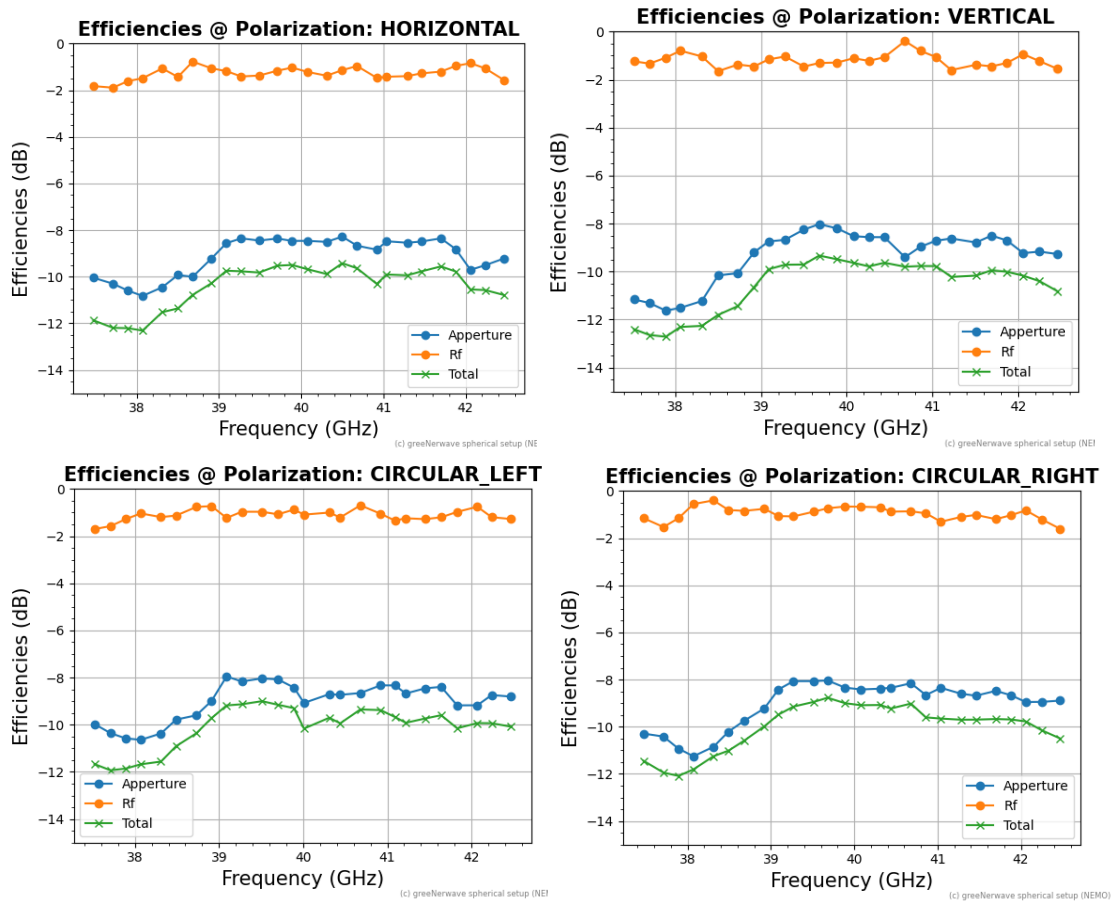 Efficiencies @ Polarization: HORIZONTAL
0
−2
−4
−6
−8
−10
−12
−14
Efficiencies (dB)
Apperture
Rf
Total
38
39
40
41
42
Frequency (GHz)
(c) greeNerwave spherical setup (NE
Efficiencies @ Polarization: VERTICAL
0
−2
−4
−6
−8
−10
−12
−14
Efficiencies (dB)
Apperture
Rf
Total
38
39
40
41
42
Frequency (GHz)
(c) greeNerwave spherical setup (NEM
Efficiencies @ Polarization: CIRCULAR_LEFT
0
−2
−4
−6
−8
−10
−12
−14
Efficiencies (dB)
Apperture
Rf
Total
38
39
40
41
42
Frequency (GHz)
(c) greeNerwave spherical setup (NEM
Efficiencies @ Polarization: CIRCULAR_RIGHT
0
−2
−4
−6
−8
−10
−12
−14
Efficiencies (dB)
Apperture
Rf
Total
38
39
40
41
42
Frequency (GHz)
(c) greeNerwave spherical setup (NEMO)